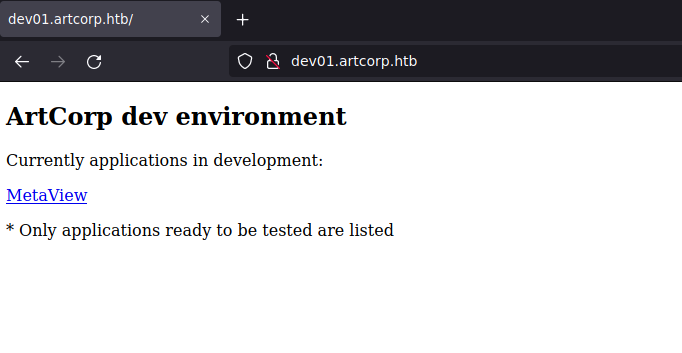 dev01.artcorp.htb/
dev01.artcorp.htb
ArtCorp dev environment
Currently applications in development:
MetaView
* Only applications ready to be tested are listed